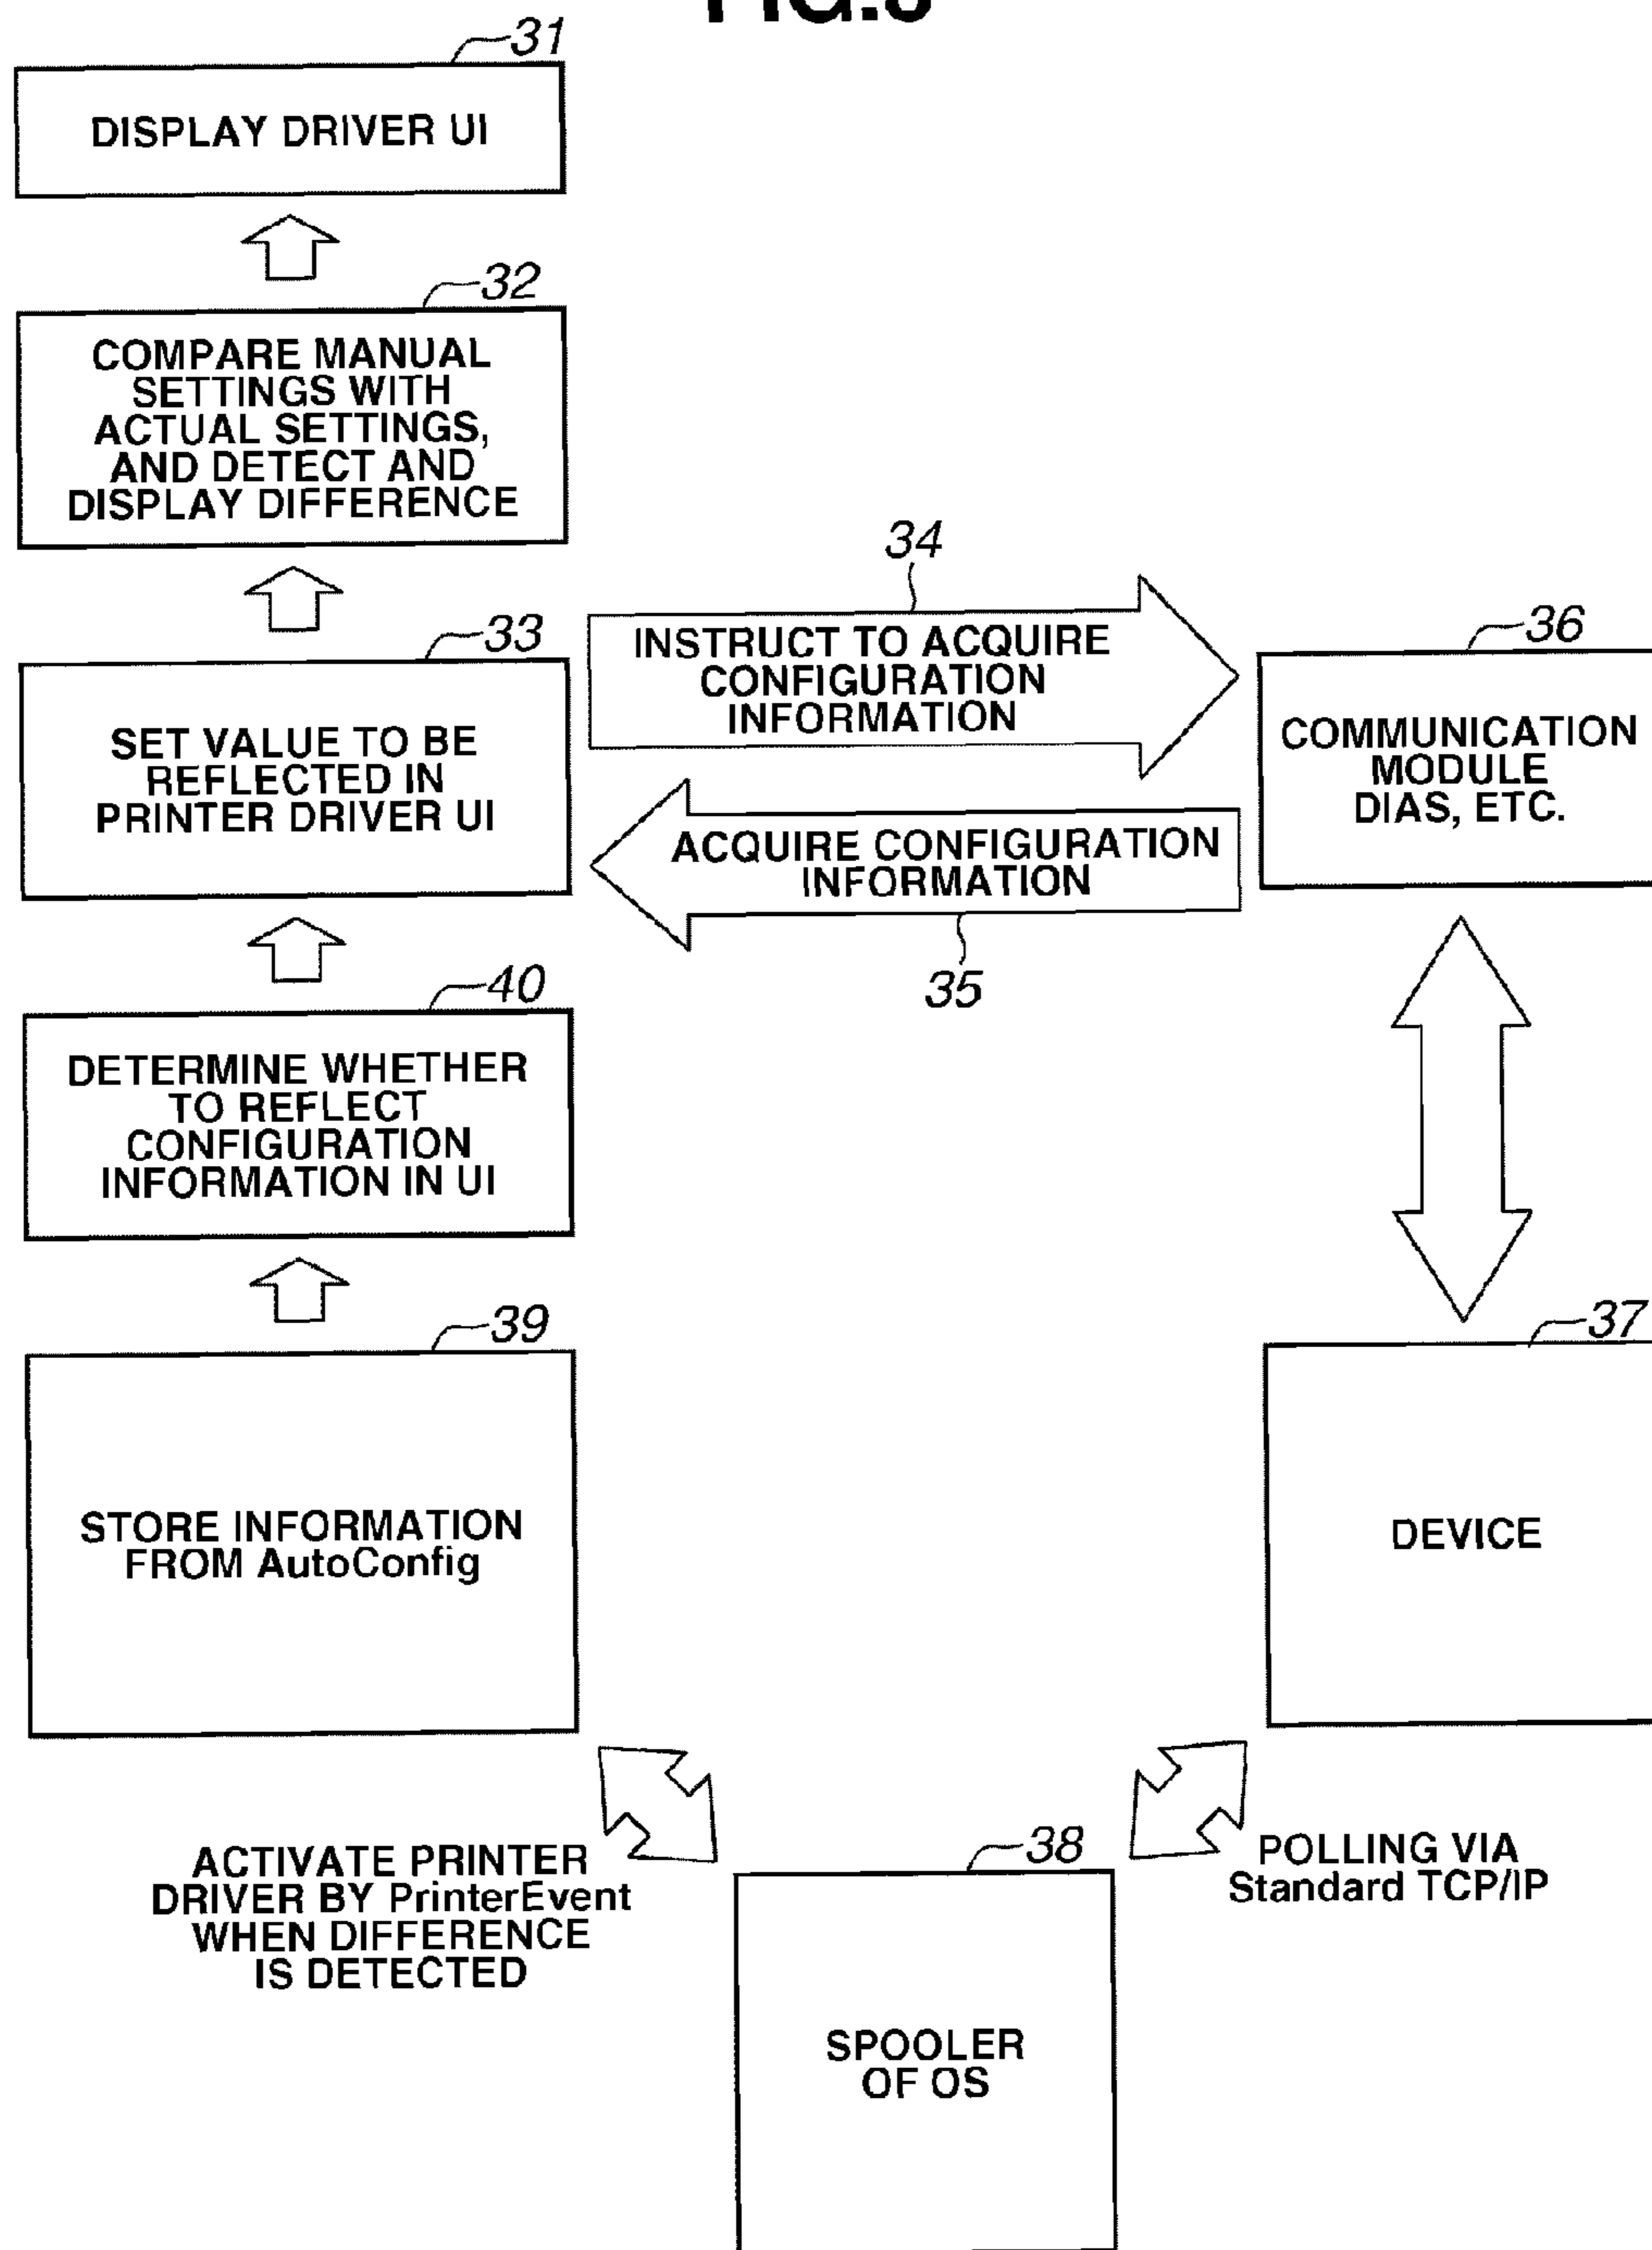 31
DISPLAY DRIVER UI
32
COMPARE MANUAL
SETTINGS WITH
ACTUAL SETTINGS,
AND DETECT AND
DISPLAY DIFFERENCE
34
33
36
INSTRUCT TO ACQUIRE
CONFIGURATION
INFORMATION
SET VALUE TO BE
REFLECTED IN
PRINTER DRIVER UI
COMMUNICATION
MODULE
DIAS, ETC.
ACQUIRE CONFIGURATION
INFORMATION
35
40
DETERMINE WHETHER
TO REFLECT
CONFIGURATION
INFORMATION IN UI
39
37
STORE INFORMATION
FROM AutoConfig
DEVICE
ACTIVATE PRINTER
DRIVER BY PrinterEvent
WHEN DIFFERENCE
IS DETECTED
38
POLLING VIA
Standard TCP/IP
SPOOLER
OF OS